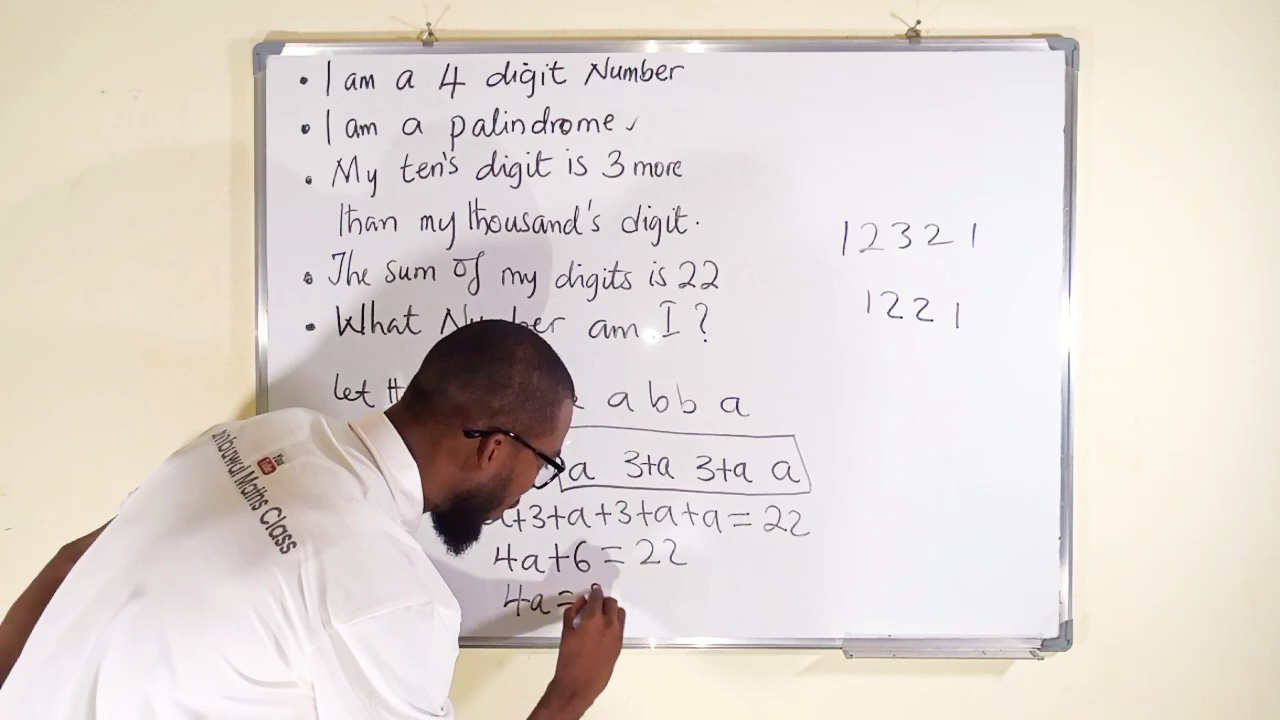 • I am a 4 digit Number
• I am a palindrome ✓
• My ten's digit is 3 more
than my thousand's digit.
• The sum of my digits is 22
• What Number am I?
let a b b a
a 3+a 3+a a
a+3+a+3+a+a=22
4a+6=22
4a=
12321
1221
You
Maths Class